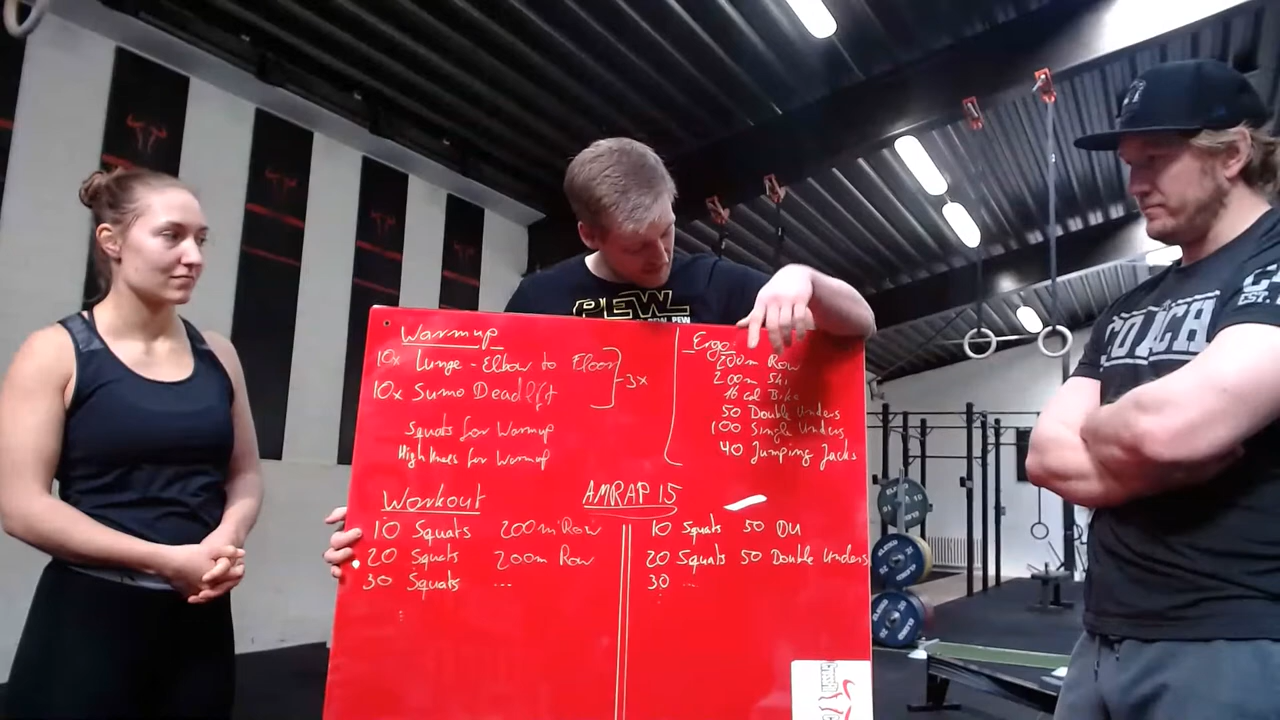 PEW
PEW, PEW
COACH
EST.
Warmup
10x Lunge - Elbow to Floor
10x Sumo Deadlift
3x
Squats for Warmup
High knees for Warmup
Ergo
200m Row
200m Ski
16 cal Bike
50 Double Unders
100 Single Unders
40 Jumping Jacks
Workout
AMRAP 15
10 Squats 200m Row
20 Squats 200m Row
30 Squats ...
10 Squats 50 DU
20 Squats 50 Double Unders
30 ...